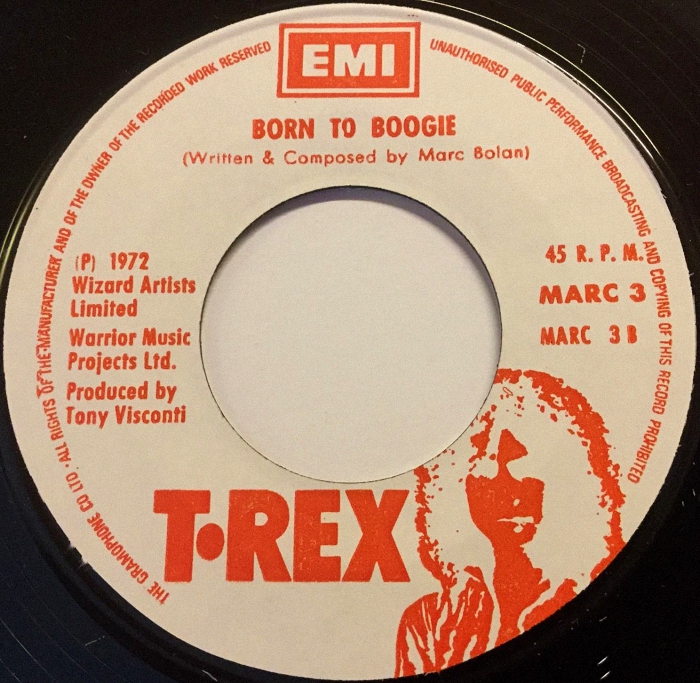 EMI
BORN TO BOOGIE
(Written & Composed by Marc Bolan)
(P) 1972
Wizard Artists
Limited
Warrior Music
Projects Ltd.
Produced by
Tony Visconti
45 R. P. M.
MARC 3
MARC 3 B
T•REX
THE GRAMOPHONE CO LTD · ALL RIGHTS OF THE MANUFACTURER AND OF THE OWNER OF THE RECORDED WORK RESERVED
UNAUTHORISED PUBLIC PERFORMANCE BROADCASTING AND COPYING OF THIS RECORD PROHIBITED